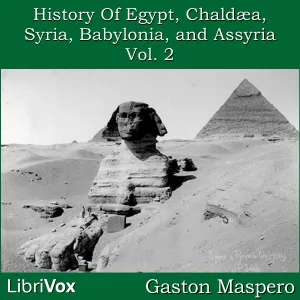 History Of Egypt, Chaldæa,
Syria, Babylonia, and Assyria
Vol. 2
LibriVox
Gaston Maspero